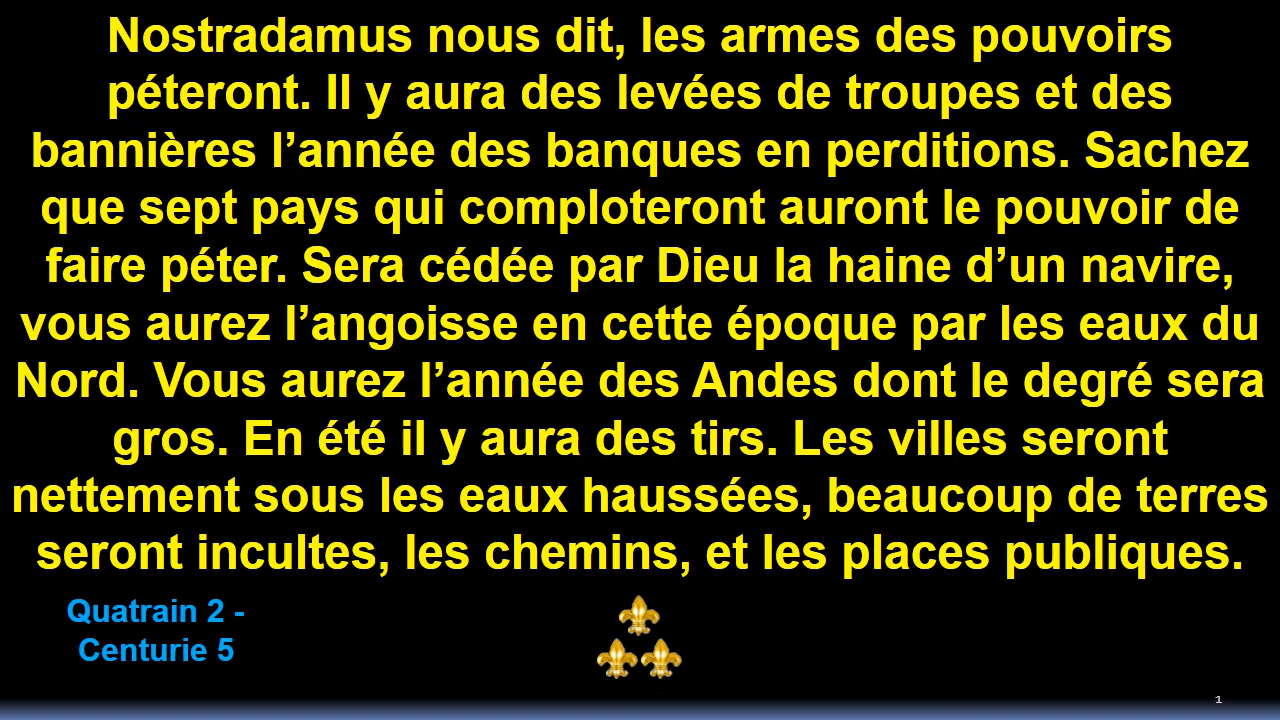 Nostradamus nous dit, les armes des pouvoirs
péteront. Il y aura des levées de troupes et des
bannières l’année des banques en perditions. Sachez
que sept pays qui comploteront auront le pouvoir de
faire péter. Sera cédée par Dieu la haine d’un navire,
vous aurez l’angoisse en cette époque par les eaux du
Nord. Vous aurez l’année des Andes dont le degré sera
gros. En été il y aura des tirs. Les villes seront
nettement sous les eaux haussées, beaucoup de terres
seront incultes, les chemins, et les places publiques.
Quatrain 2 -
Centurie 5
1